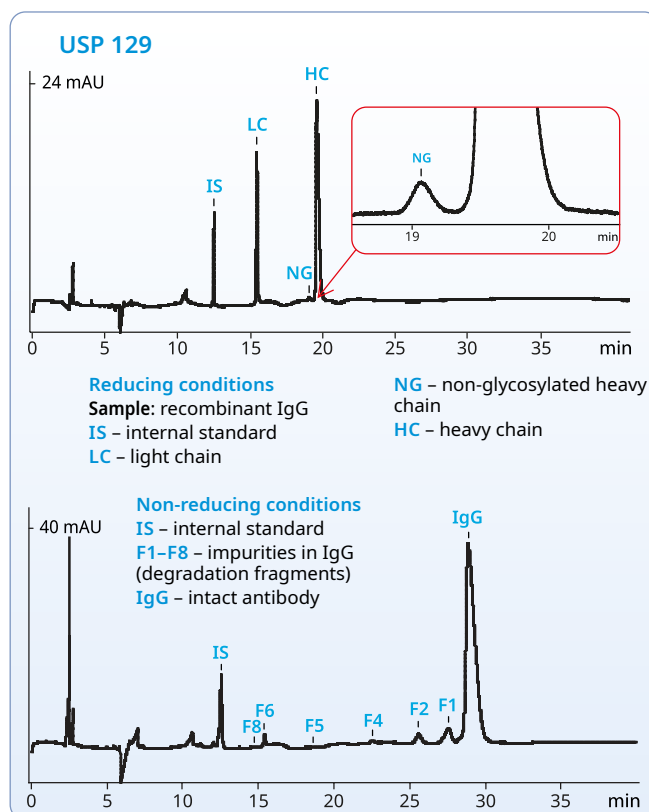 USP 129
24 mAU
HC
LC
IS
NG
NG
19
20
min
0
5
10
15
20
25
30
35
min
Reducing conditions
Sample: recombinant IgG
IS – internal standard
LC – light chain
NG – non-glycosylated heavy
chain
HC – heavy chain
Non-reducing conditions
IS – internal standard
F1–F8 – impurities in IgG
(degradation fragments)
IgG – intact antibody
40 mAU
IgG
IS
F8
F6
F5
F4
F2
F1
0
5
10
15
20
25
30
35
min